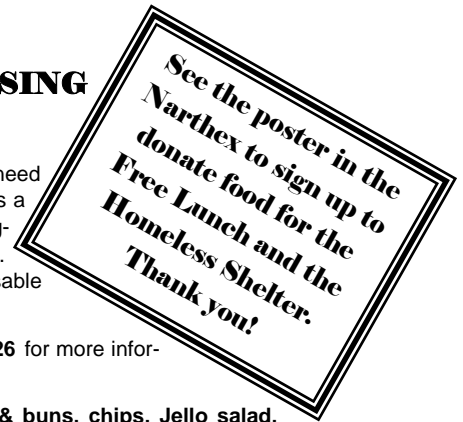 SING
See the poster in the
Narthex to sign up to
donate food for the
Free Lunch and the
Homeless Shelter.
Thank you!
need
s a
g-
.
sable
26 for more infor-
& buns, chips, Jello salad,